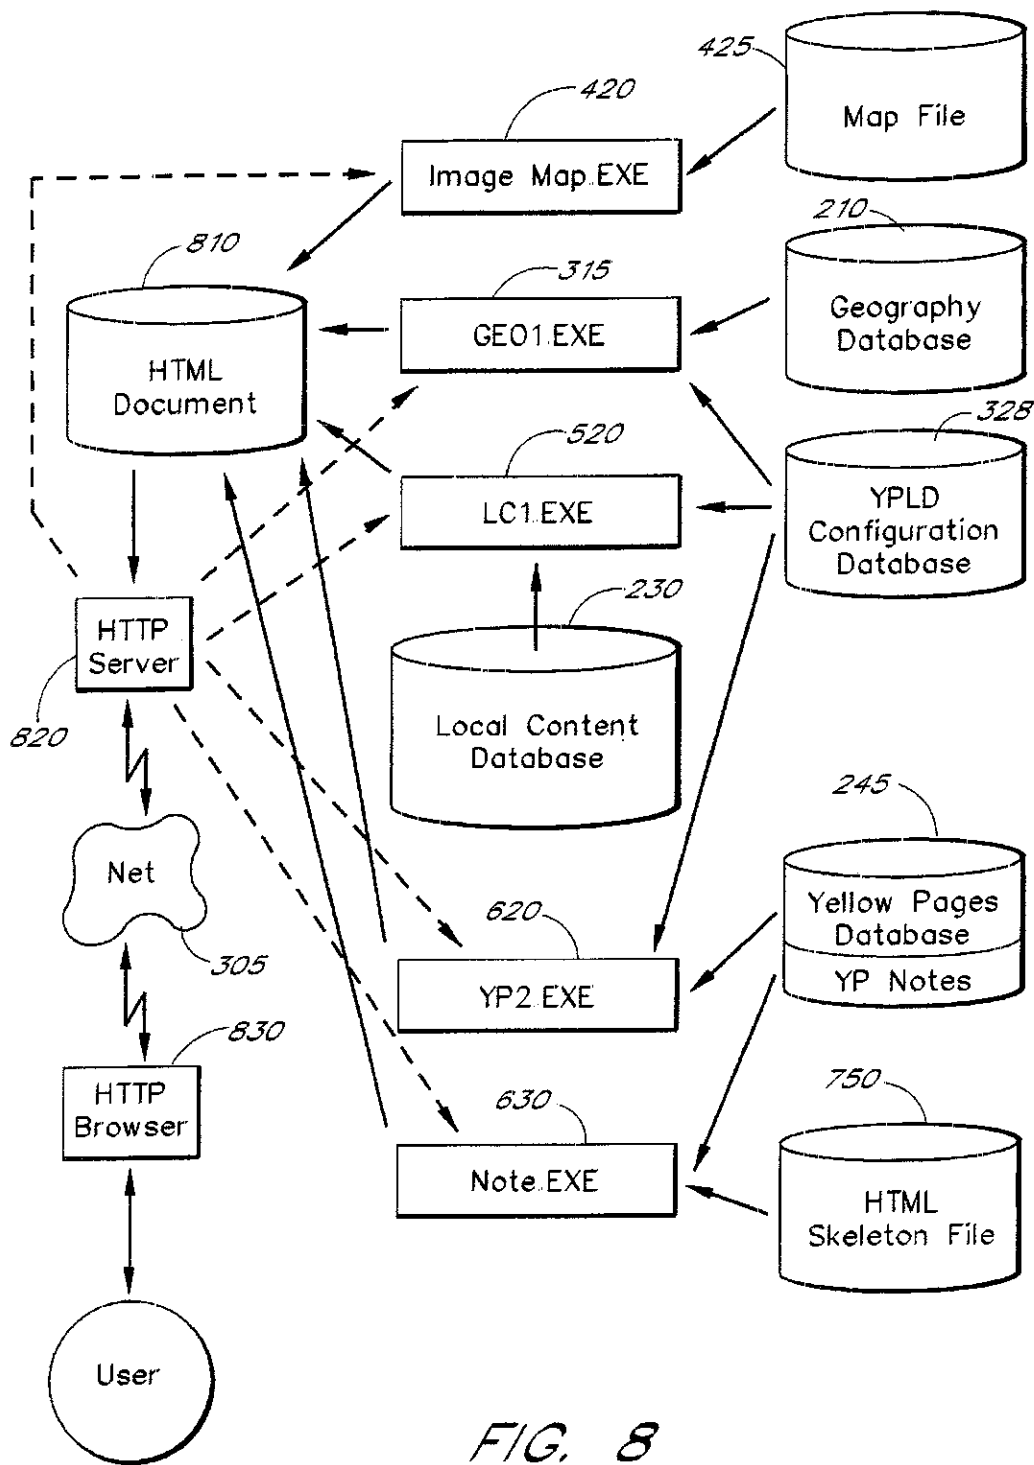 425
Map File
420
Image Map.EXE
210
Geography
Database
810
HTML
Document
315
GEO1.EXE
328
YPLD
Configuration
Database
520
LC1.EXE
HTTP
Server
820
230
Local Content
Database
245
Yellow Pages
Database
YP Notes
Net
305
620
YP2.EXE
830
HTTP
Browser
630
Note.EXE
750
HTML
Skeleton File
User
FIG. 8